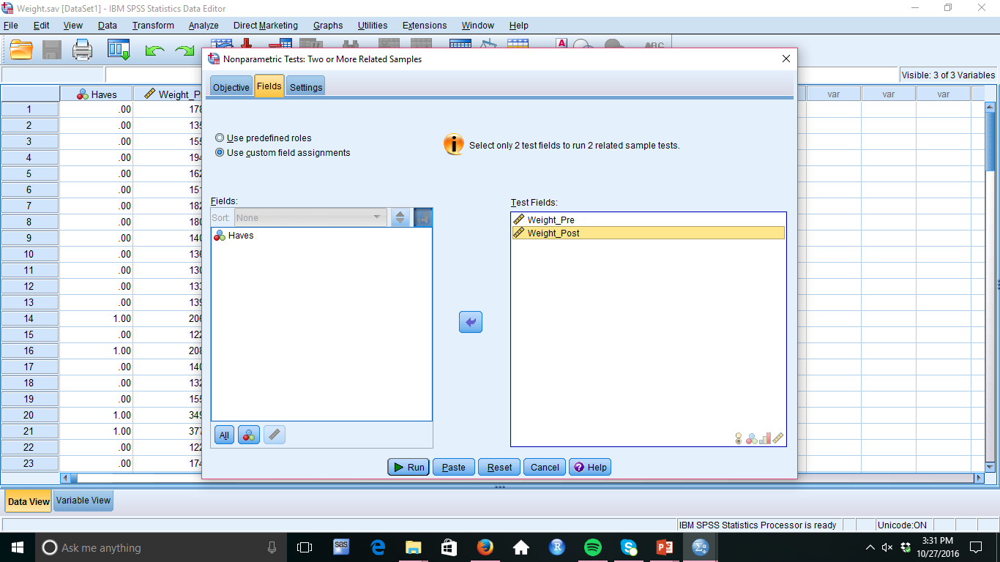 Weight.sav [DataSet1] - IBM SPSS Statistics Data Editor
File Edit View Data Transform Analyze Direct Marketing Graphs Utilities Extensions Window Help
Nonparametric Tests: Two or More Related Samples
Visible: 3 of 3 Variables
Objective Fields Settings
Haves Weight_P var var var
1 .00 178
2 .00 135
3 .00 155
4 .00 194
5 .00 162
6 .00 151
7 .00 182
8 .00 180
9 .00 140
10 .00 136
11 .00 130
12 .00 133
13 .00 139
14 1.00 206
15 .00 122
16 1.00 208
17 .00 140
18 .00 132
19 .00 155
20 1.00 349
21 1.00 377
22 .00 122
23 .00 174
Use predefined roles
Use custom field assignments
Select only 2 test fields to run 2 related sample tests.
Fields:
Sort: None
Haves
All
Test Fields:
Weight_Pre
Weight_Post
Run Paste Reset Cancel Help
Data View Variable View
IBM SPSS Statistics Processor is ready Unicode:ON
Ask me anything
sas
3:31 PM
10/27/2016